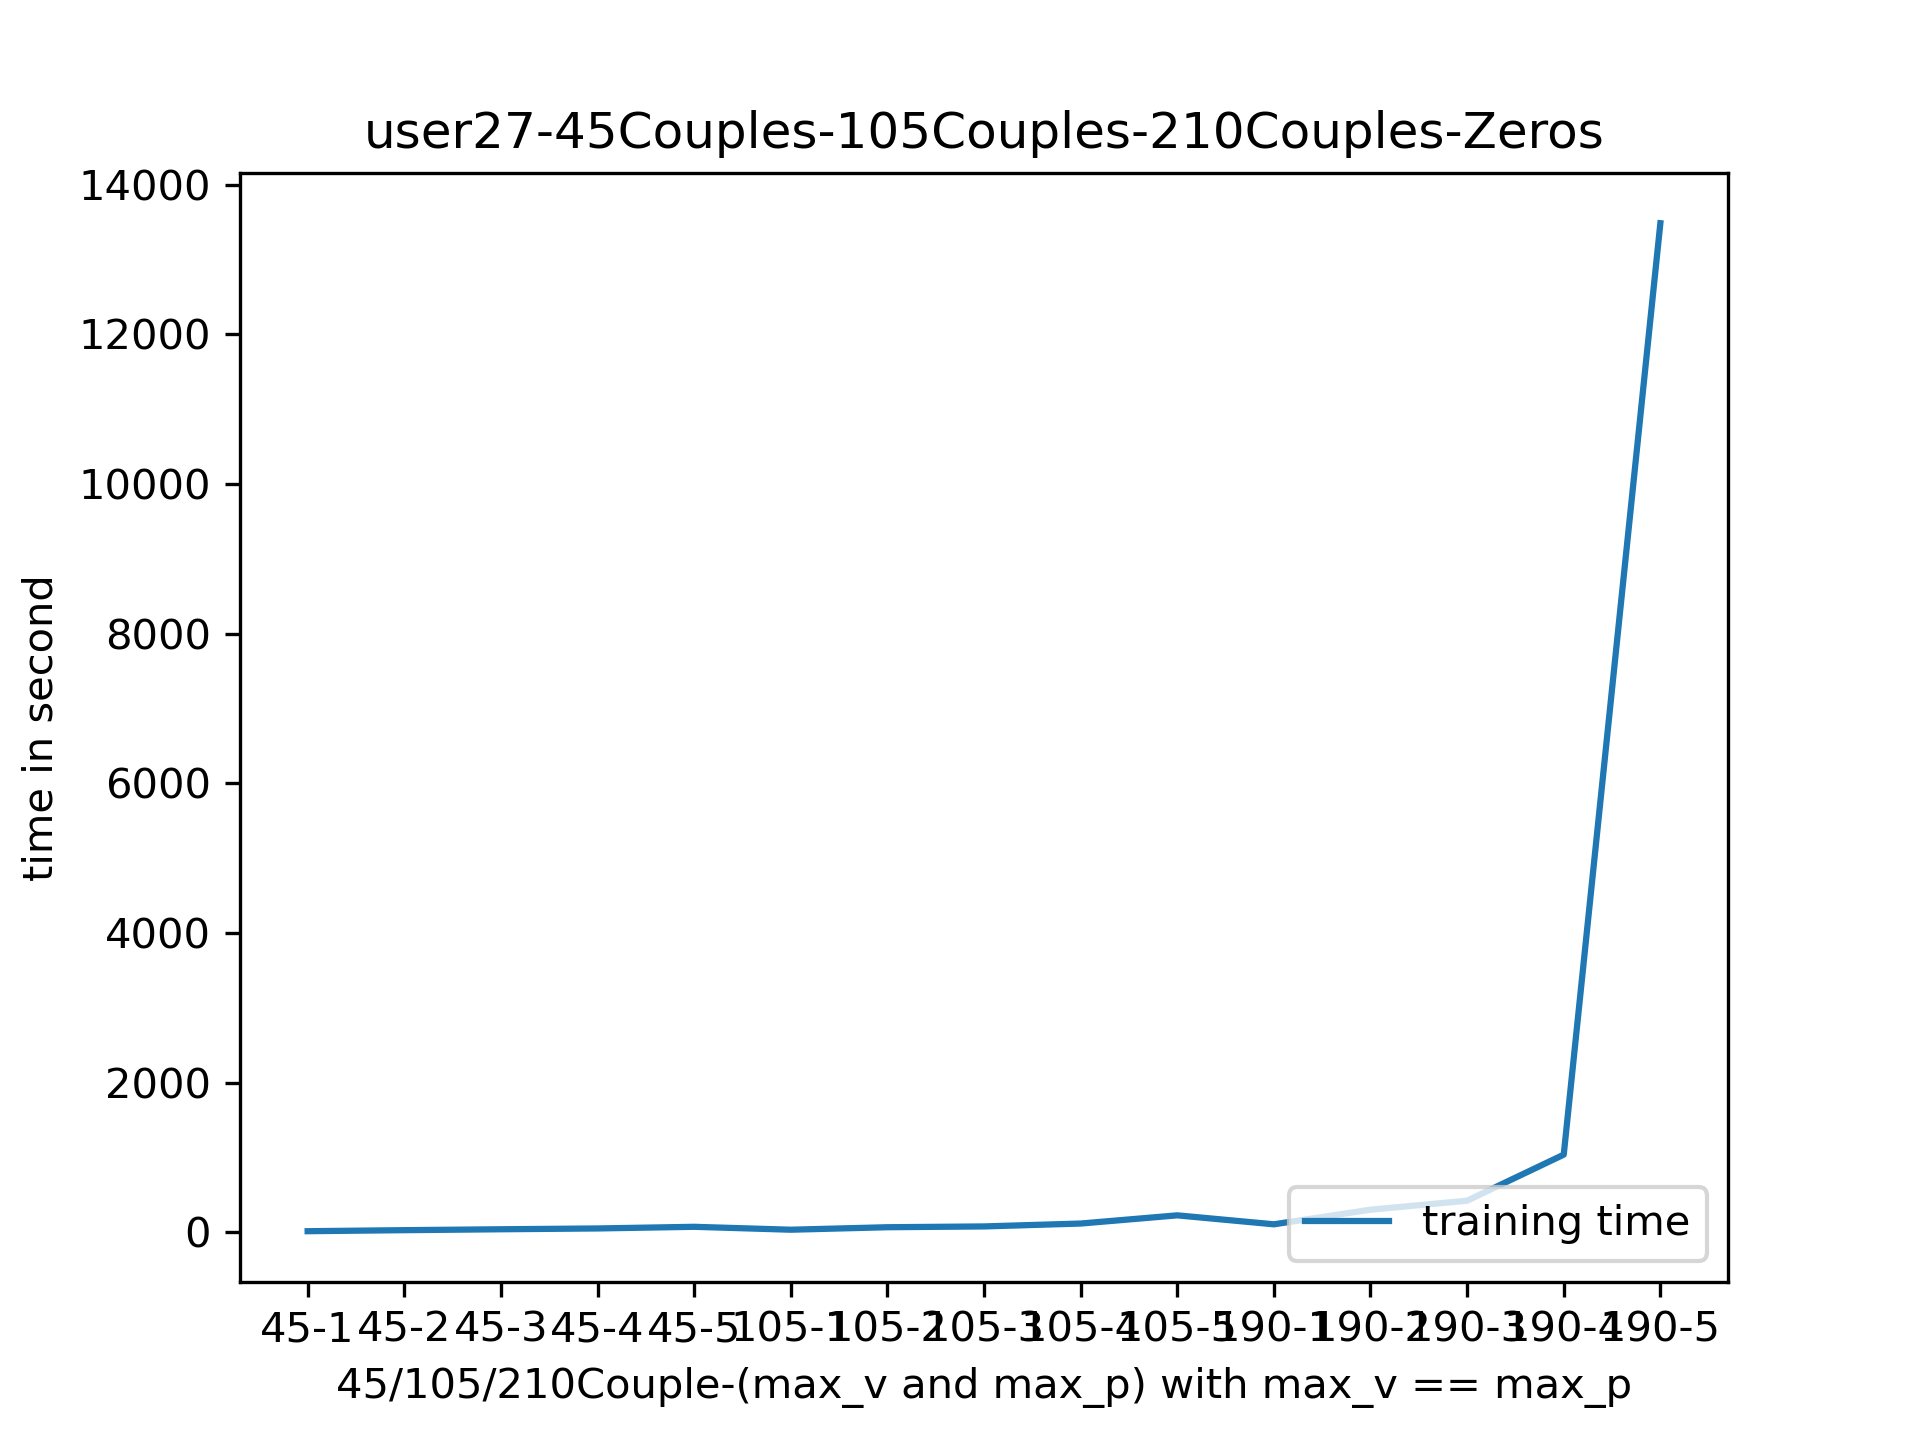 user27-45Couples-105Couples-210Couples-Zeros
14000
12000
10000
8000
6000
4000
2000
0
time in second
training time
45-1 45-2 45-3 45-4 45-5 105-1 105-2 105-3 105-4 105-5 190-1 190-2 190-3 190-4 190-5
45/105/210Couple-(max_v and max_p) with max_v == max_p